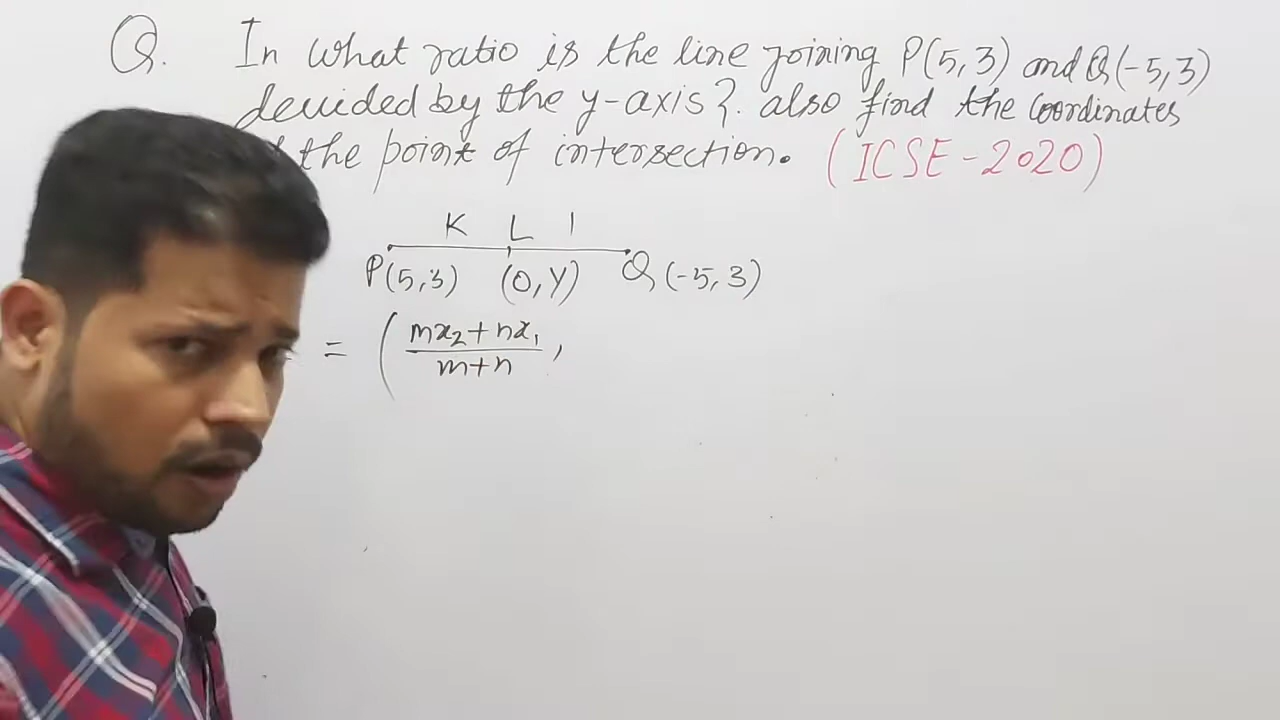 Q. In what ratio is the line joining P(5,3) and Q(-5,3)
decided by the y-axis?. also find the coordinates
the point of intersection. (ICSE-2020)
K L 1
P(5,3) (0,Y) Q(-5,3)
= ( mx₂+nx₁ / m+n ,